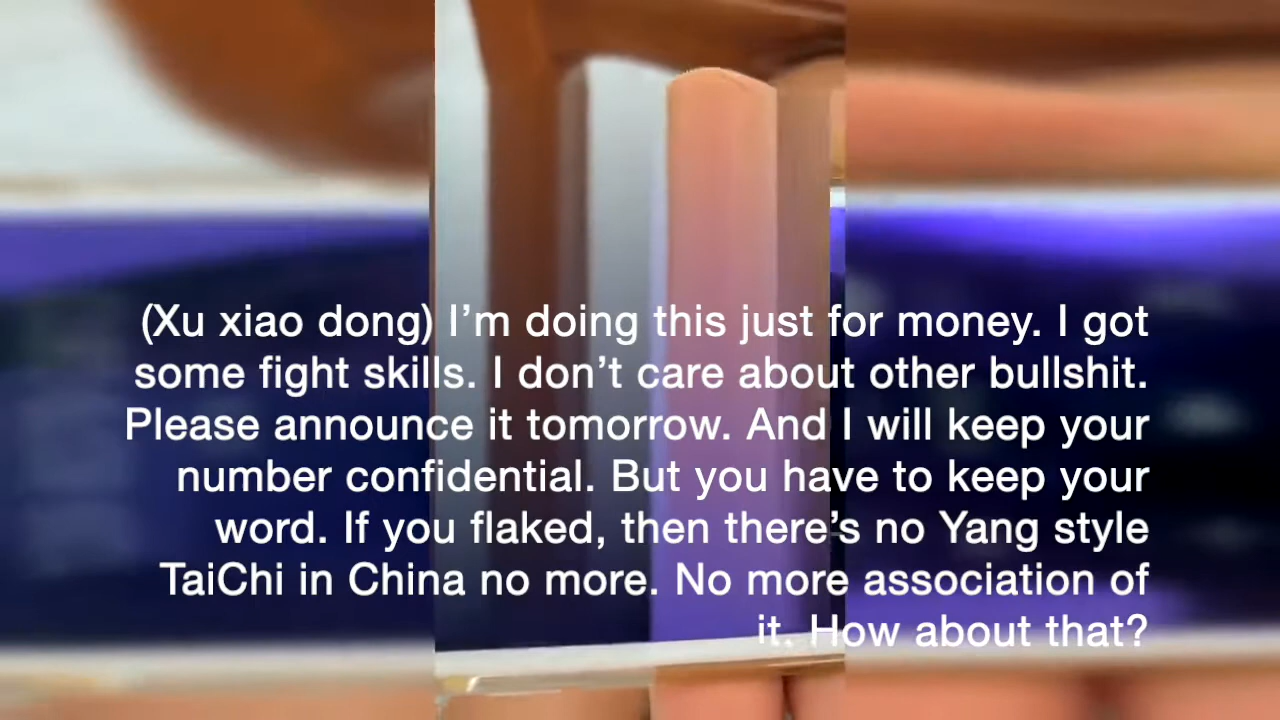 (Xu xiao dong) I’m doing this just for money. I got
some fight skills. I don’t care about other bullshit.
Please announce it tomorrow. And I will keep your
number confidential. But you have to keep your
word. If you flaked, then there’s no Yang style
TaiChi in China no more. No more association of
it. How about that?